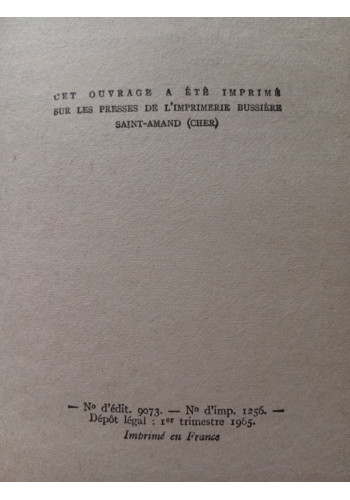 CET OUVRAGE A ÉTÉ IMPRIMÉ
SUR LES PRESSES DE L'IMPRIMERIE BUSSIÈRE
SAINT-AMAND (CHER)
— No d'édit. 9073. — No d'imp. 1256. —
Dépôt légal : 1er trimestre 1965.
Imprimé en France